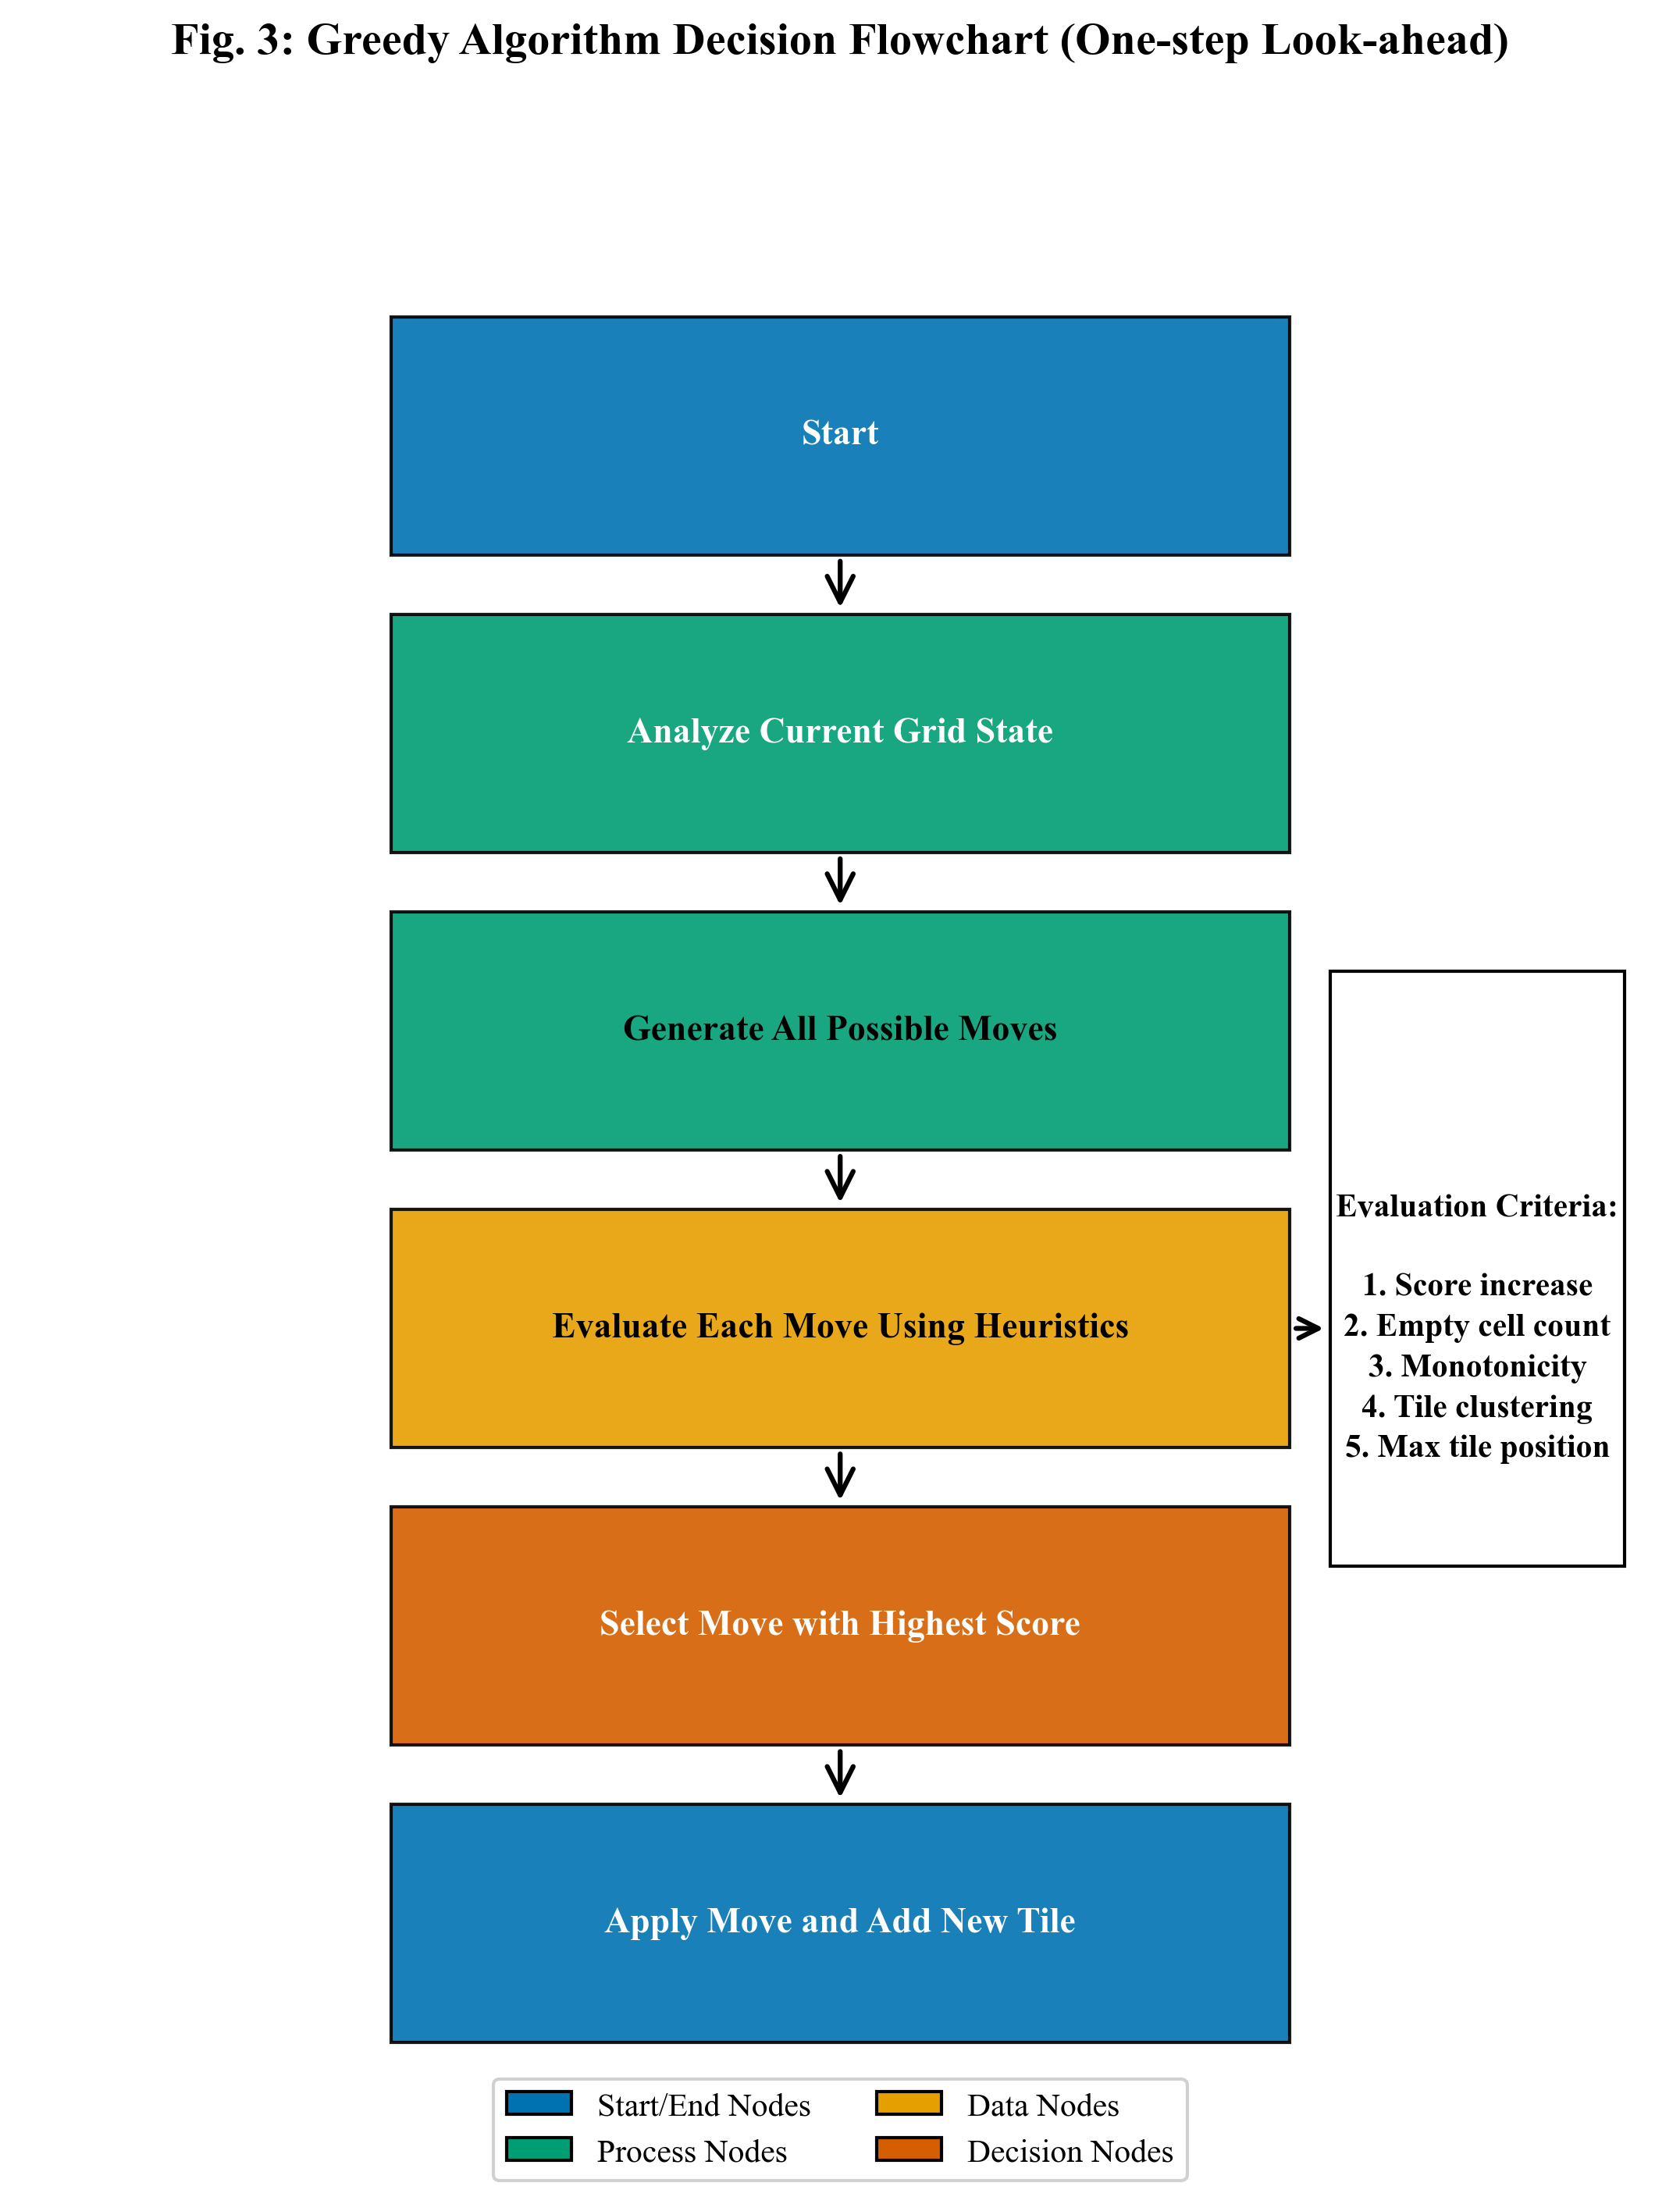 Fig. 3: Greedy Algorithm Decision Flowchart (One-step Look-ahead)
Start
Analyze Current Grid State
Generate All Possible Moves
Evaluate Each Move Using Heuristics
Evaluation Criteria:
1. Score increase
2. Empty cell count
3. Monotonicity
4. Tile clustering
5. Max tile position
Select Move with Highest Score
Apply Move and Add New Tile
Start/End Nodes
Process Nodes
Data Nodes
Decision Nodes